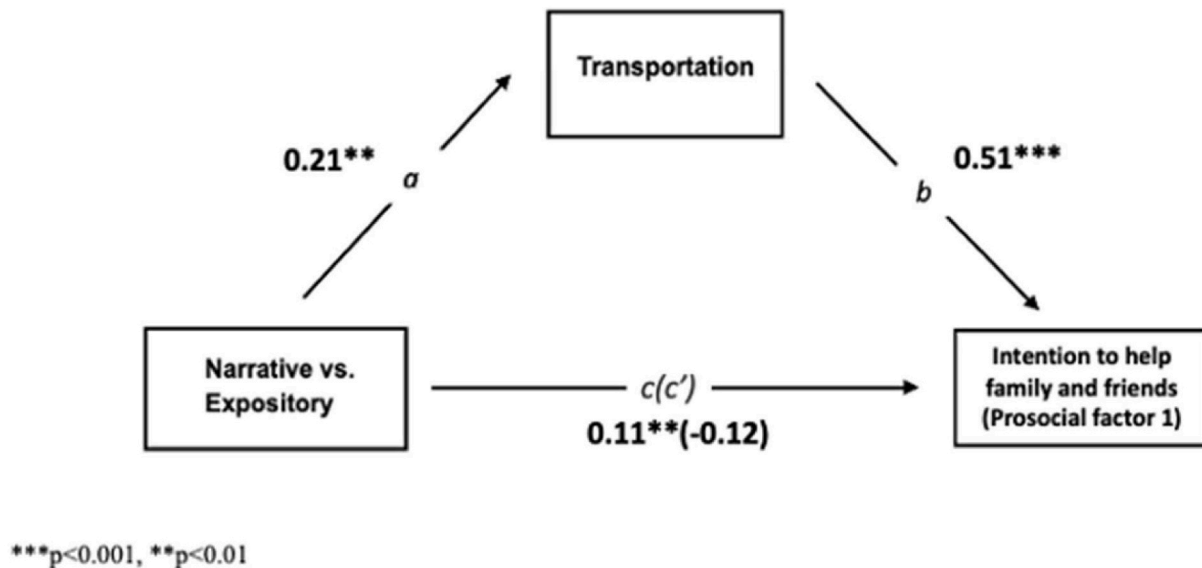 Transportation
0.21**
a
0.51***
b
Narrative vs.
Expository
c(c')
0.11**(-0.12)
Intention to help
family and friends
(Prosocial factor 1)
***p<0.001, **p<0.01